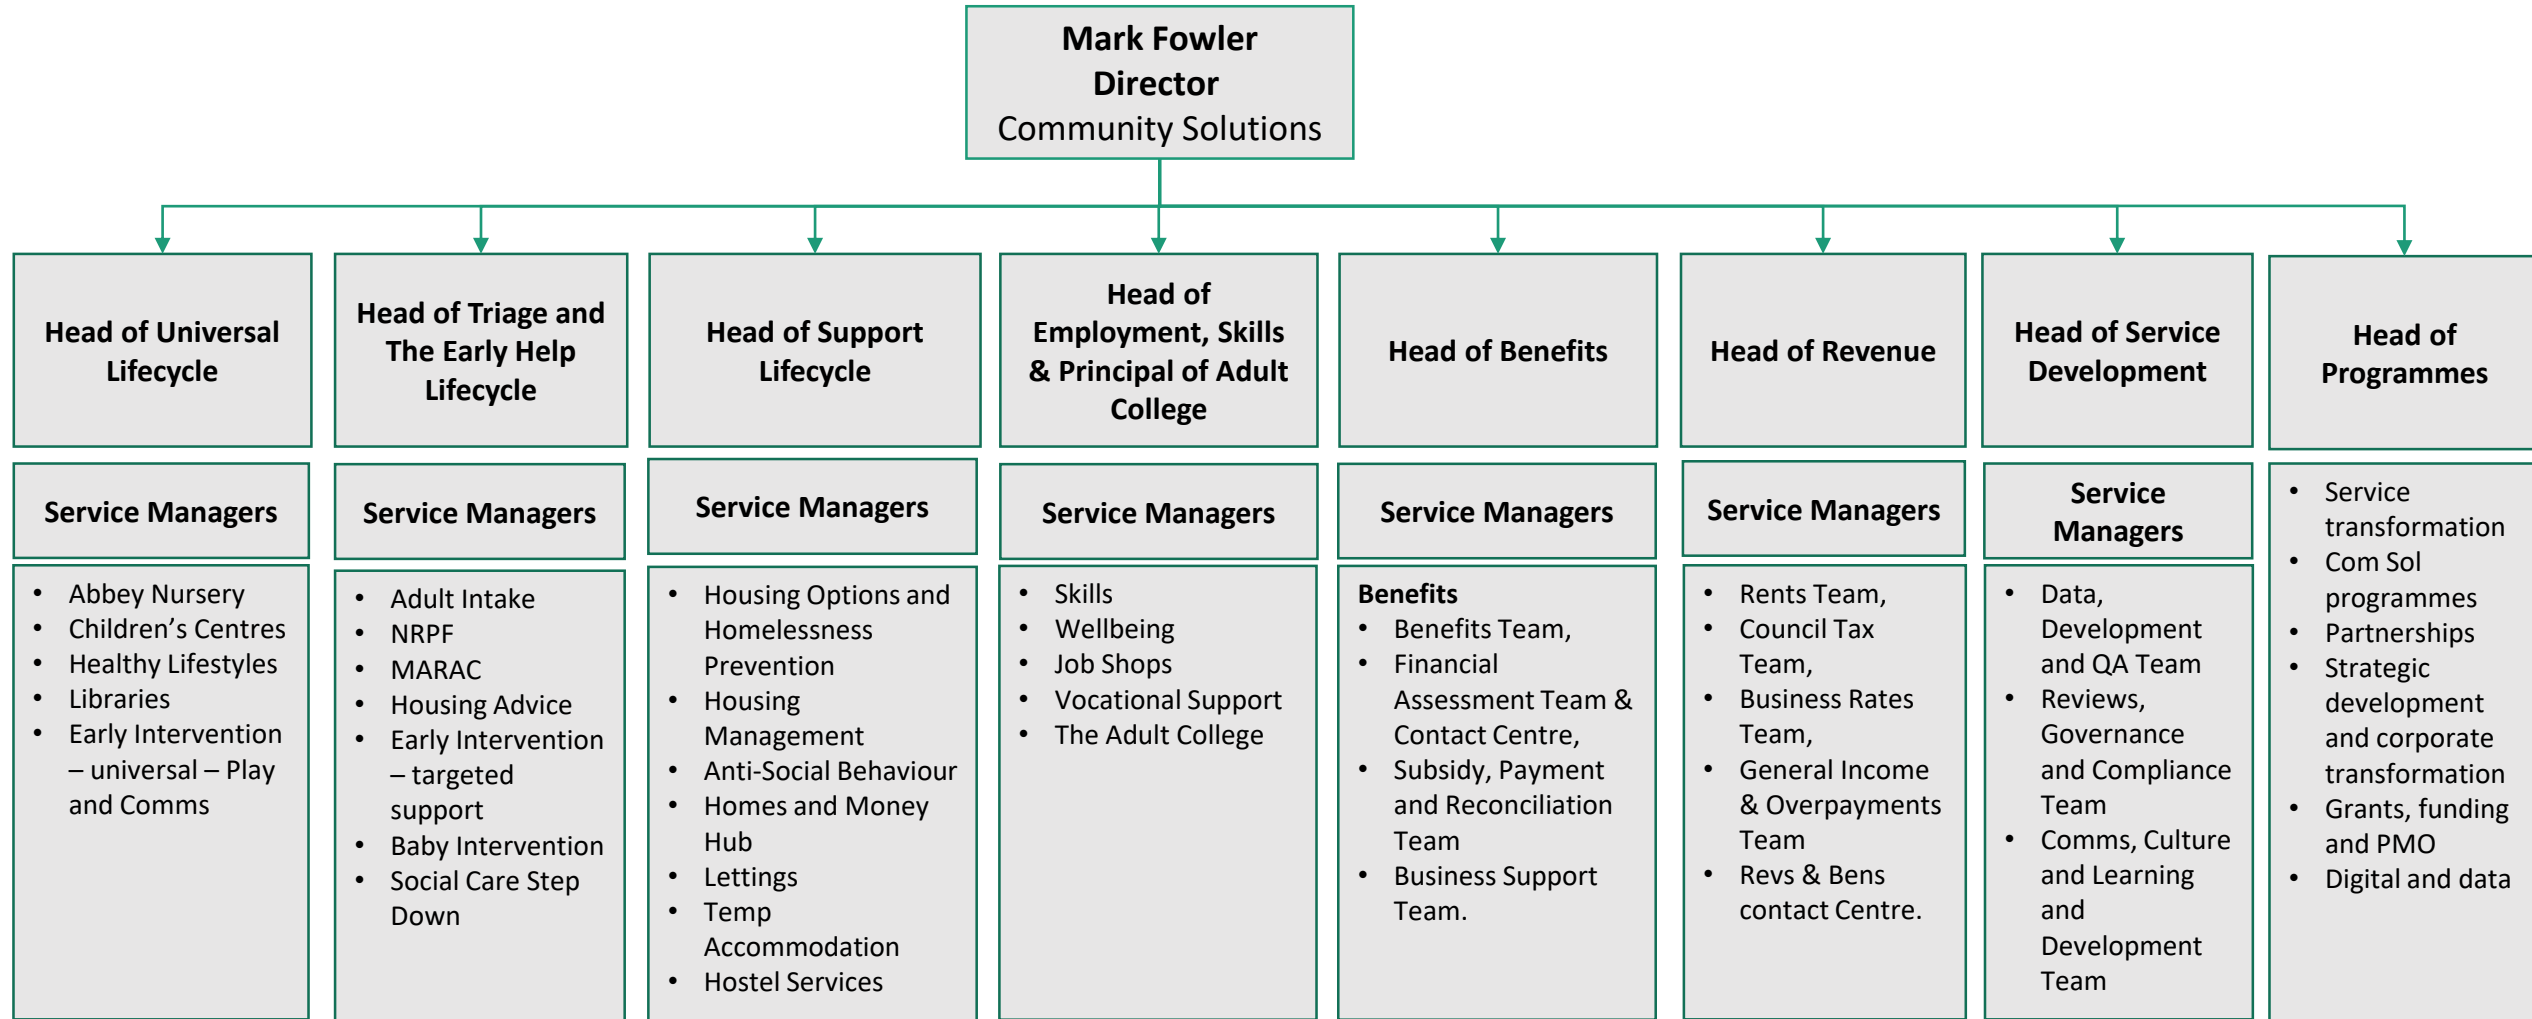 Mark Fowler
Director
Community Solutions
Head of Universal
Lifecycle
Service Managers
• Abbey Nursery
• Children’s Centres
• Healthy Lifestyles
• Libraries
• Early Intervention
– universal – Play
and Comms
Head of Triage and
The Early Help
Lifecycle
Service Managers
• Adult Intake
• NRPF
• MARAC
• Housing Advice
• Early Intervention
– targeted
support
• Baby Intervention
• Social Care Step
Down
Head of Support
Lifecycle
Service Managers
• Housing Options and
Homelessness
Prevention
• Housing
Management
• Anti-Social Behaviour
• Homes and Money
Hub
• Lettings
• Temp
Accommodation
• Hostel Services
Head of
Employment, Skills
& Principal of Adult
College
Service Managers
• Skills
• Wellbeing
• Job Shops
• Vocational Support
• The Adult College
Head of Benefits
Service Managers
Benefits
• Benefits Team,
• Financial
Assessment Team &
Contact Centre,
• Subsidy, Payment
and Reconciliation
Team
• Business Support
Team.
Head of Revenue
Service Managers
• Rents Team,
• Council Tax
Team,
• Business Rates
Team,
• General Income
& Overpayments
Team
• Revs & Bens
contact Centre.
Head of Service
Development
Service
Managers
• Data,
Development
and QA Team
• Reviews,
Governance
and Compliance
Team
• Comms, Culture
and Learning
and
Development
Team
Head of
Programmes
• Service
transformation
• Com Sol
programmes
• Partnerships
• Strategic
development
and corporate
transformation
• Grants, funding
and PMO
• Digital and data